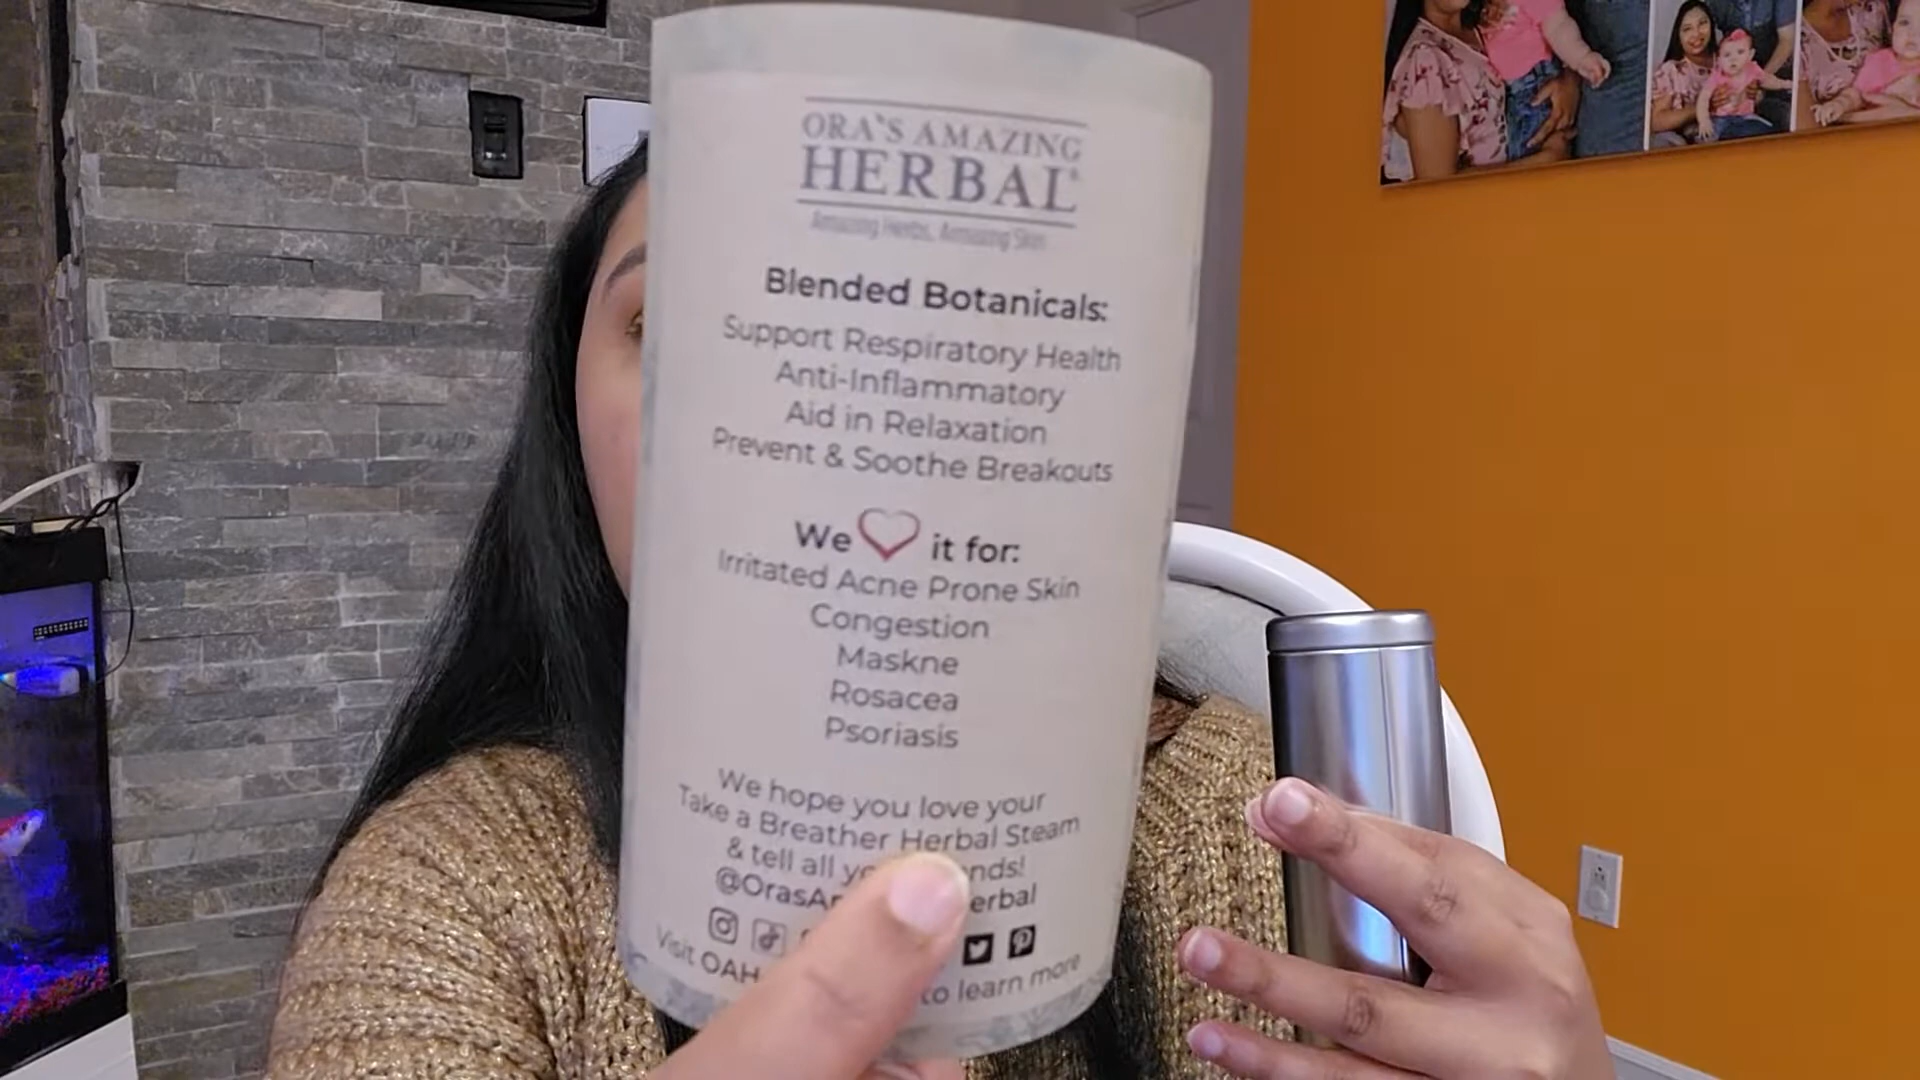 ORA'S AMAZING
HERBAL®
Amazing Herbs, Amazing Skin
Blended Botanicals:
Support Respiratory Health
Anti-Inflammatory
Aid in Relaxation
Prevent & Soothe Breakouts
We it for:
Irritated Acne Prone Skin
Congestion
Maskne
Rosacea
Psoriasis
We hope you love your
Take a Breather Herbal Steam
& tell all
Visit OAH to learn more